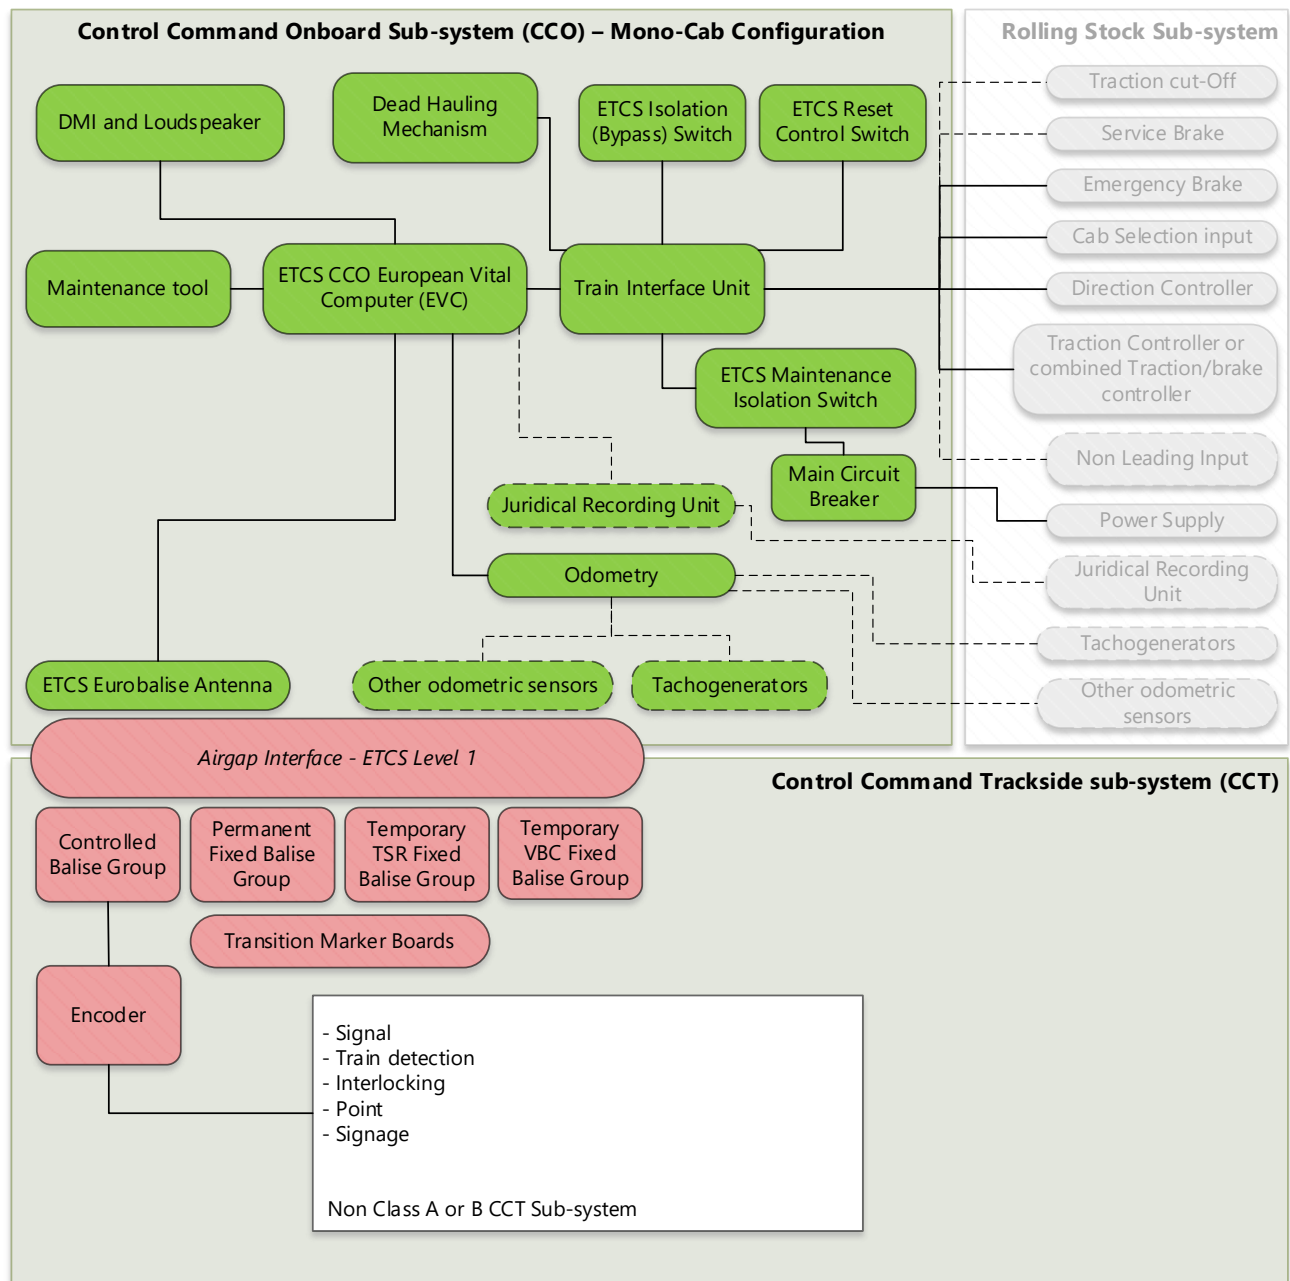 Control Command Onboard Sub-system (CCO) – Mono-Cab Configuration
Rolling Stock Sub-system
DMI and Loudspeaker
Dead Hauling
Mechanism
ETCS Isolation
(Bypass) Switch
ETCS Reset
Control Switch
Traction cut-Off
Service Brake
Emergency Brake
Cab Selection input
Direction Controller
Traction Controller or
combined Traction/brake
controller
Non Leading Input
Power Supply
Juridical Recording
Unit
Tachogenerators
Other odometric
sensors
Maintenance tool
ETCS CCO European Vital
Computer (EVC)
Train Interface Unit
ETCS Maintenance
Isolation Switch
Main Circuit
Breaker
Juridical Recording Unit
Odometry
ETCS Eurobalise Antenna
Other odometric sensors
Tachogenerators
Airgap Interface - ETCS Level 1
Control Command Trackside sub-system (CCT)
Controlled
Balise Group
Permanent
Fixed Balise
Group
Temporary
TSR Fixed
Balise Group
Temporary
VBC Fixed
Balise Group
Transition Marker Boards
Encoder
- Signal
- Train detection
- Interlocking
- Point
- Signage
Non Class A or B CCT Sub-system